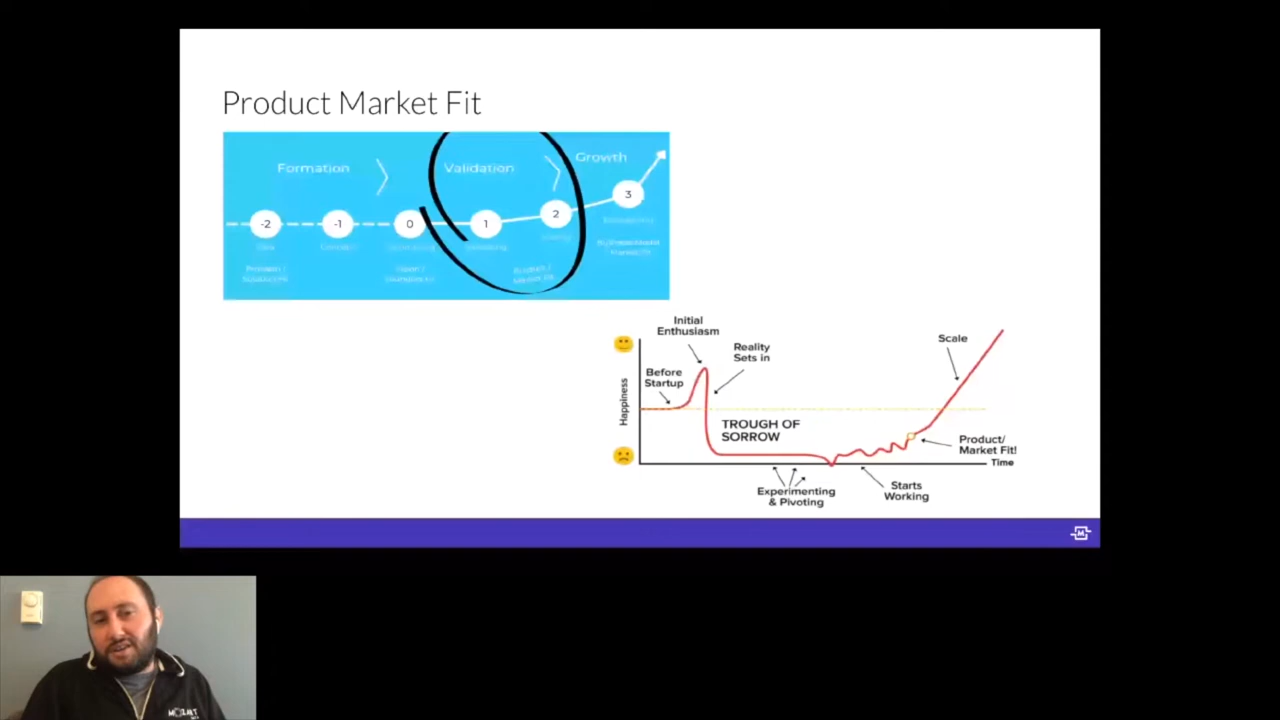 Product Market Fit
Formation
Validation
Growth
-2
-1
0
1
2
3
Initial
Enthusiasm
Reality
Sets in
Before
Startup
Scale
Happiness
TROUGH OF
SORROW
Product/
Market Fit!
Time
Experimenting
& Pivoting
Starts
Working
M